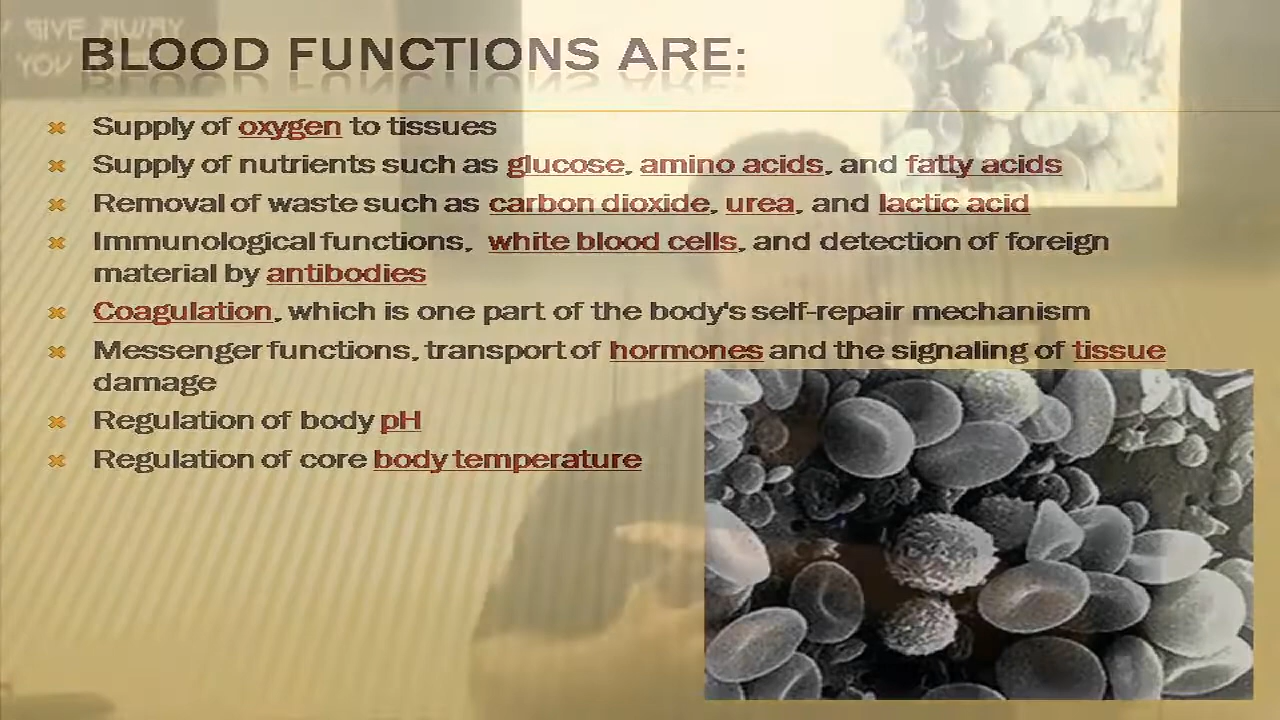 GIVE AWAY
YOU
BLOOD FUNCTIONS ARE:
Supply of oxygen to tissues
Supply of nutrients such as glucose, amino acids, and fatty acids
Removal of waste such as carbon dioxide, urea, and lactic acid
Immunological functions, white blood cells, and detection of foreign
material by antibodies
Coagulation, which is one part of the body's self-repair mechanism
Messenger functions, transport of hormones and the signaling of tissue
damage
Regulation of body pH
Regulation of core body temperature